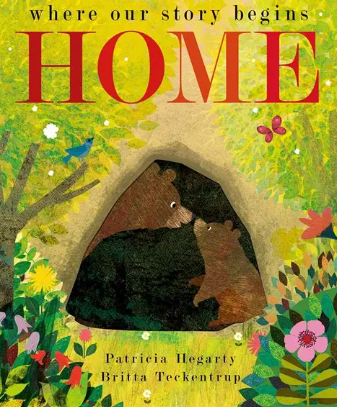 where our story begins
HOME
Patricia Hegarty
Britta Teckentrup